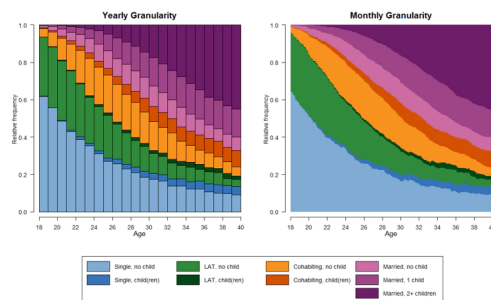 Yearly Granularity
Monthly Granularity
Relative frequency
1.0
0.8
0.6
0.4
0.2
0.0
18 20 22 24 26 28 30 32 34 36 38 40
Age
Relative frequency
1.0
0.8
0.6
0.4
0.2
0.0
18 20 22 24 26 28 30 32 34 36 38 40
Age
Single, no child
LAT, no child
Cohabiting, no child
Married, no child
Single, child(ren)
LAT, child(ren)
Cohabiting, child(ren)
Married, 1 child
Married, 2+ children